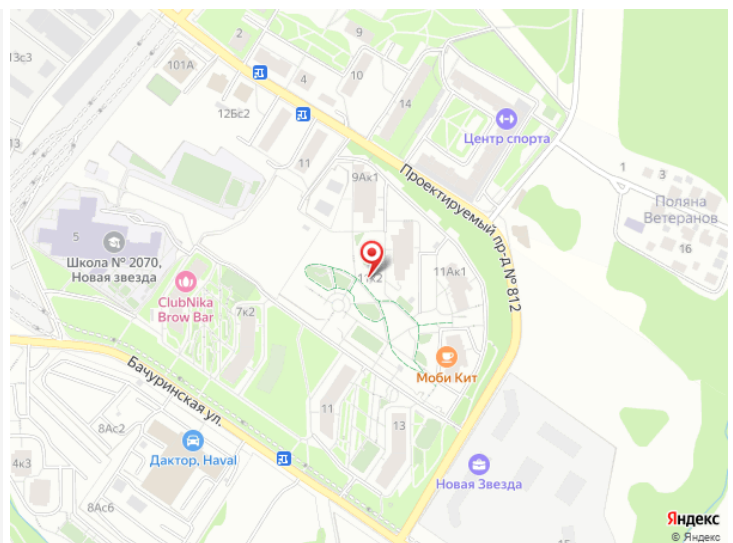 13с3
2
9
101А
4
10
12Бс2
14
Центр спорта
13
11
9Ак1
Проектируемый пр-д № 812
1
3
Поляна
Ветеранов
16
5
Школа № 2070,
Новая звезда
ClubNika
Brow Bar
7к2
11к2
11Ак1
Моби Кит
Бачуринская ул.
11
13
8Ас2
4к3
Дактор, Haval
8Ас6
Новая Звезда
Яндекс
© Яндекс